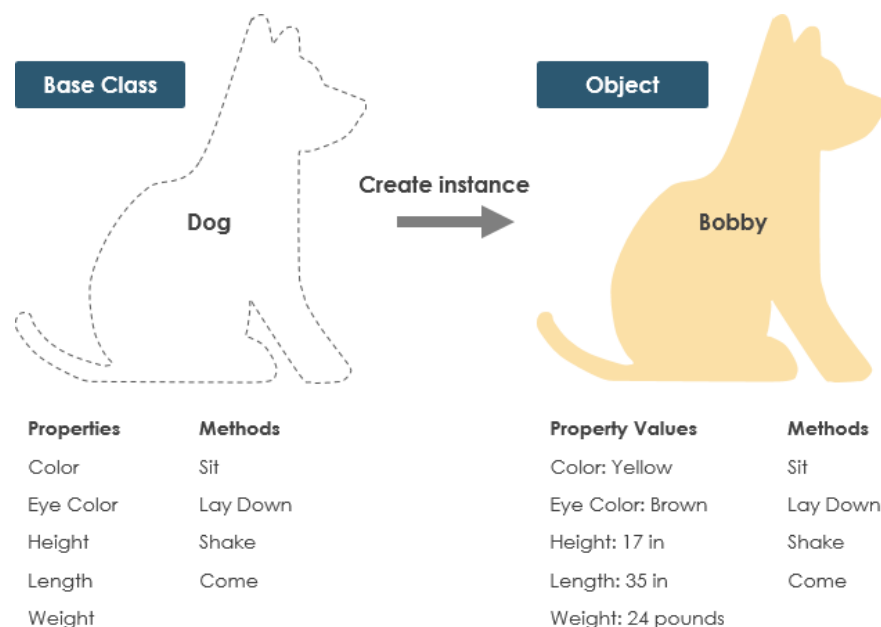 Base Class
Object
Create instance
Dog
Bobby
Properties
Methods
Color
Sit
Eye Color
Lay Down
Height
Shake
Length
Come
Weight
Property Values
Methods
Color: Yellow
Sit
Eye Color: Brown
Lay Down
Height: 17 in
Shake
Length: 35 in
Come
Weight: 24 pounds